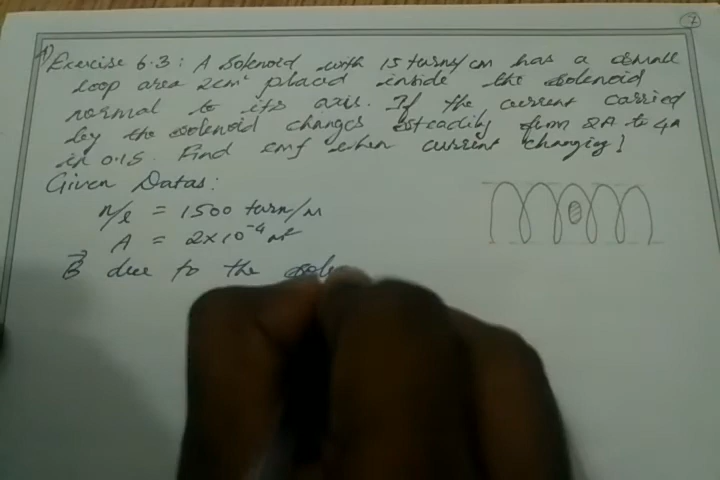 7
Exercise 6.3: A Solenoid with 15 turns/cm has a small
loop area 2cm² placed inside the solenoid
normal to its axis. If the current carried
by the solenoid changes steadily from 2A to 4A
in 0.1S. Find emf when current changing!
Given Datas:
n/l = 1500 turn/m
A = 2×10⁻⁴ m²
B due to the sole